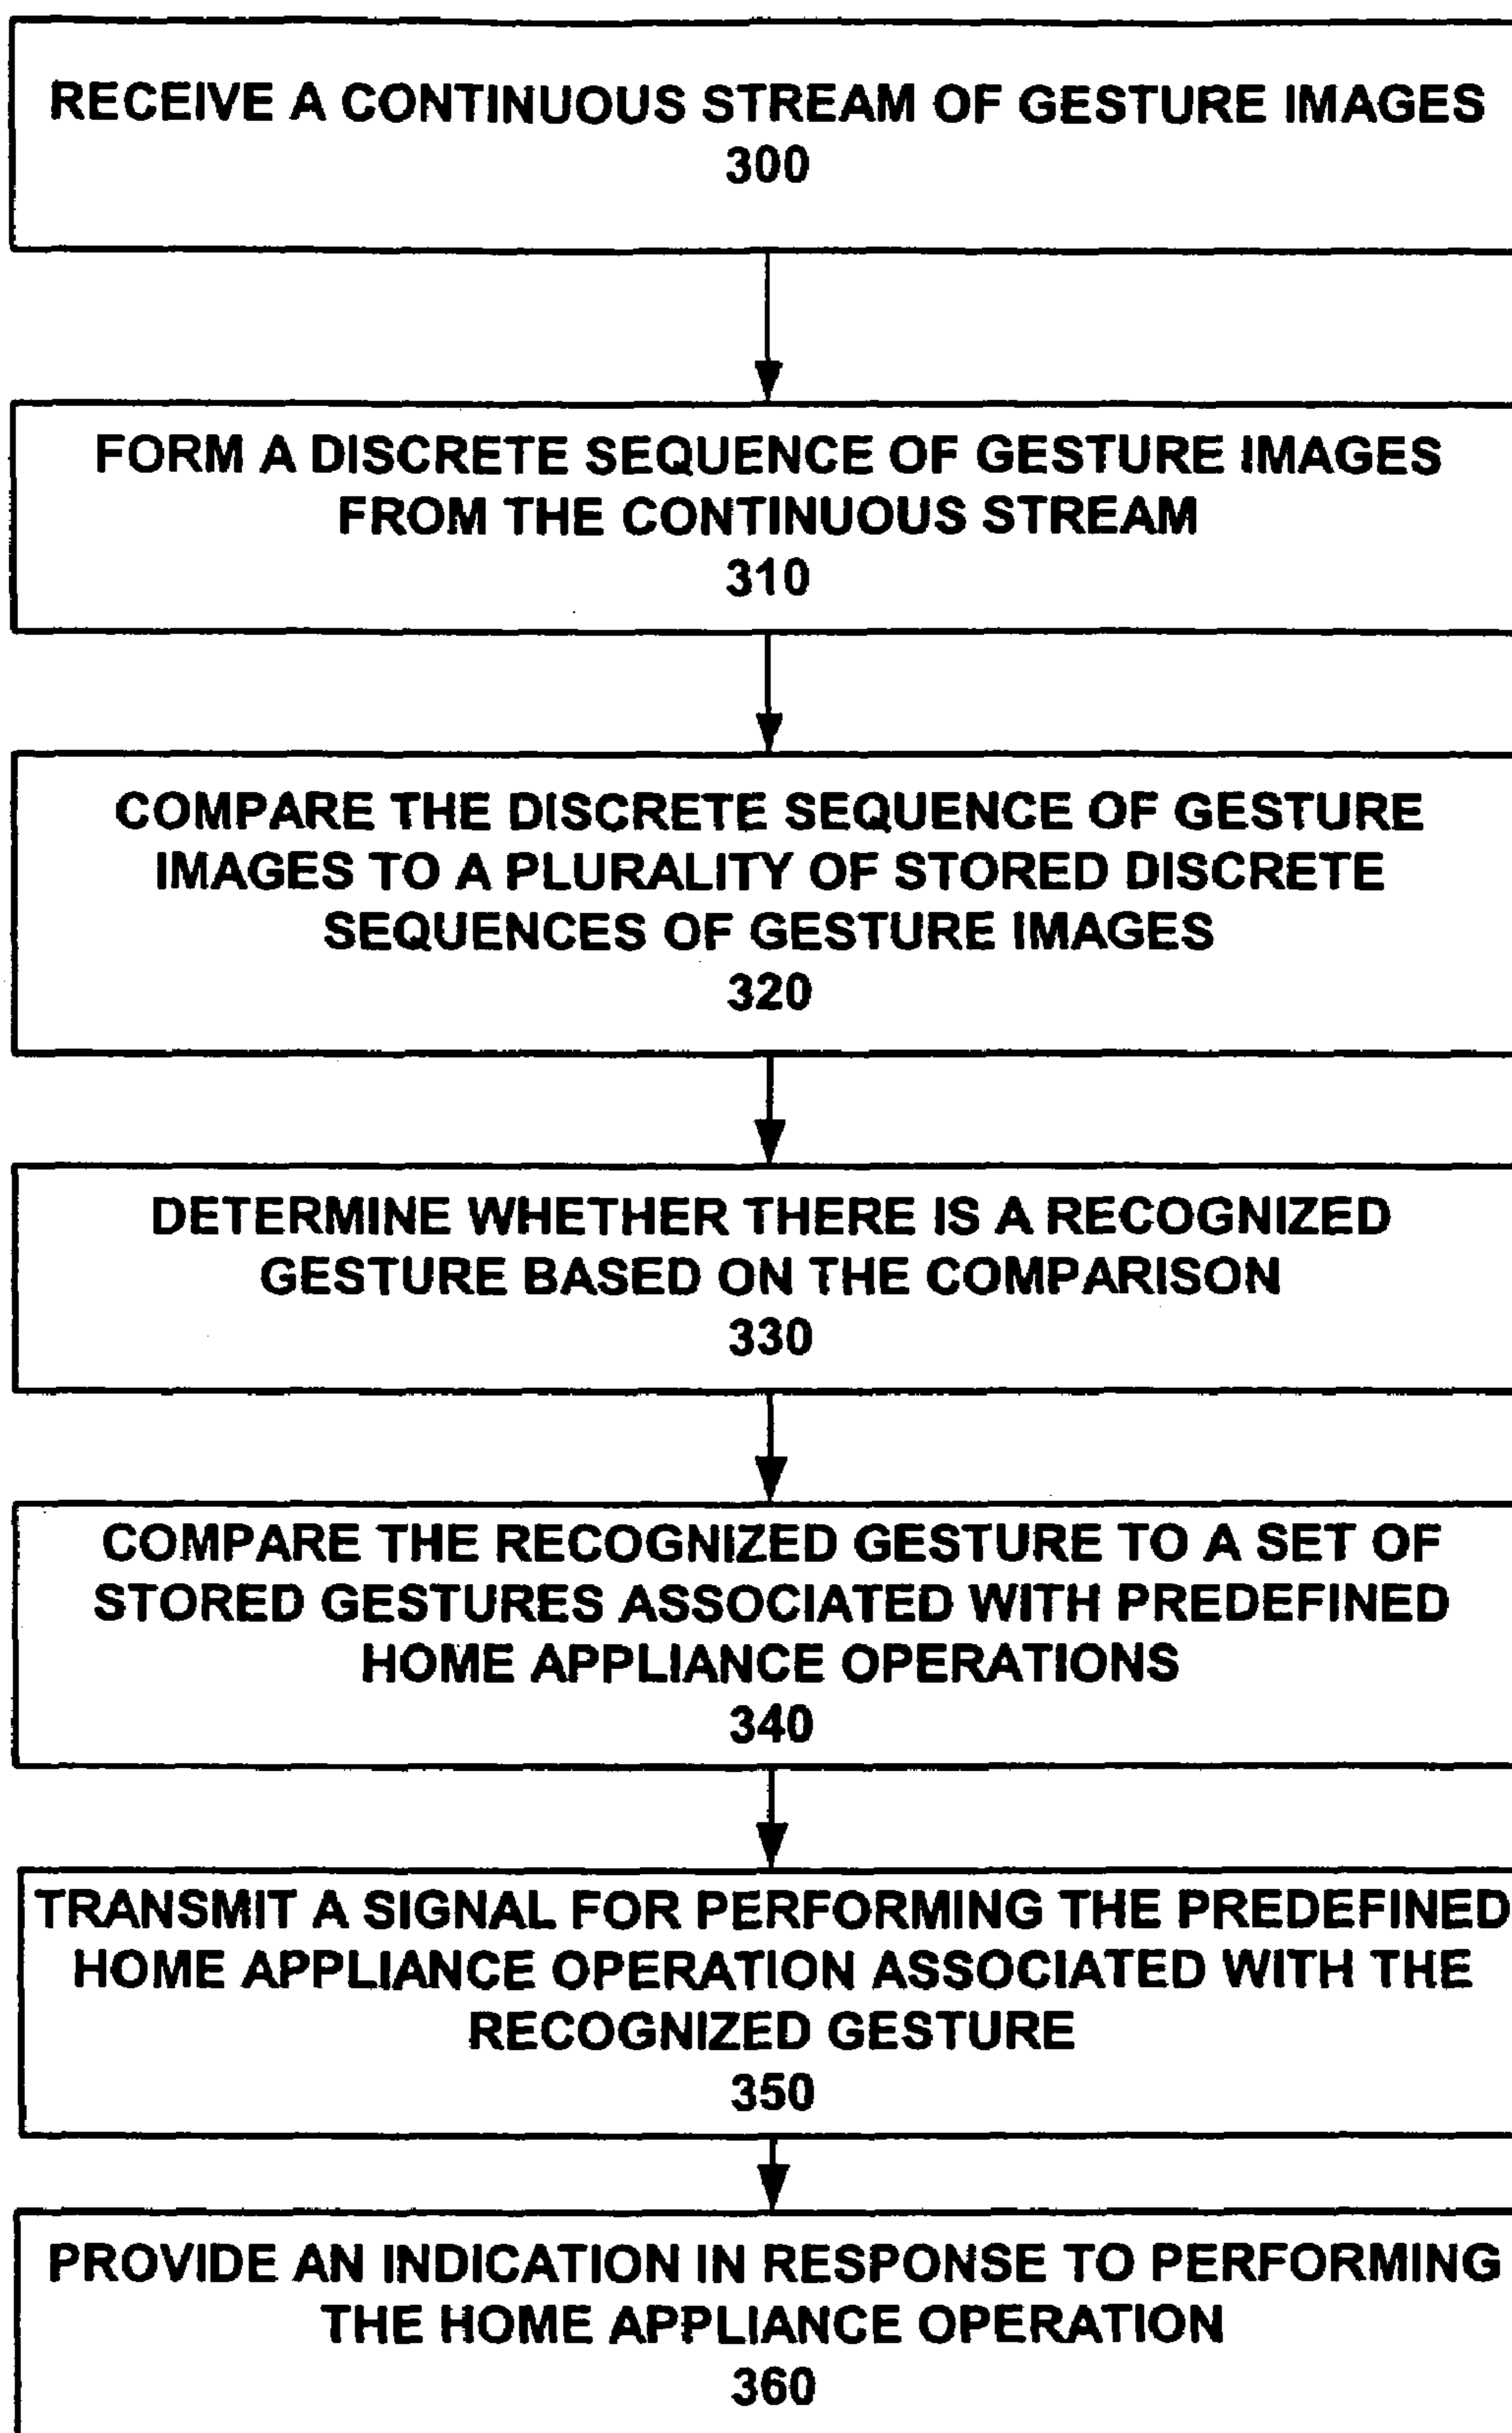 RECEIVE A CONTINUOUS STREAM OF GESTURE IMAGES
300
FORM A DISCRETE SEQUENCE OF GESTURE IMAGES
FROM THE CONTINUOUS STREAM
310
COMPARE THE DISCRETE SEQUENCE OF GESTURE
IMAGES TO A PLURALITY OF STORED DISCRETE
SEQUENCES OF GESTURE IMAGES
320
DETERMINE WHETHER THERE IS A RECOGNIZED
GESTURE BASED ON THE COMPARISON
330
COMPARE THE RECOGNIZED GESTURE TO A SET OF
STORED GESTURES ASSOCIATED WITH PREDEFINED
HOME APPLIANCE OPERATIONS
340
TRANSMIT A SIGNAL FOR PERFORMING THE PREDEFINED
HOME APPLIANCE OPERATION ASSOCIATED WITH THE
RECOGNIZED GESTURE
350
PROVIDE AN INDICATION IN RESPONSE TO PERFORMING
THE HOME APPLIANCE OPERATION
360